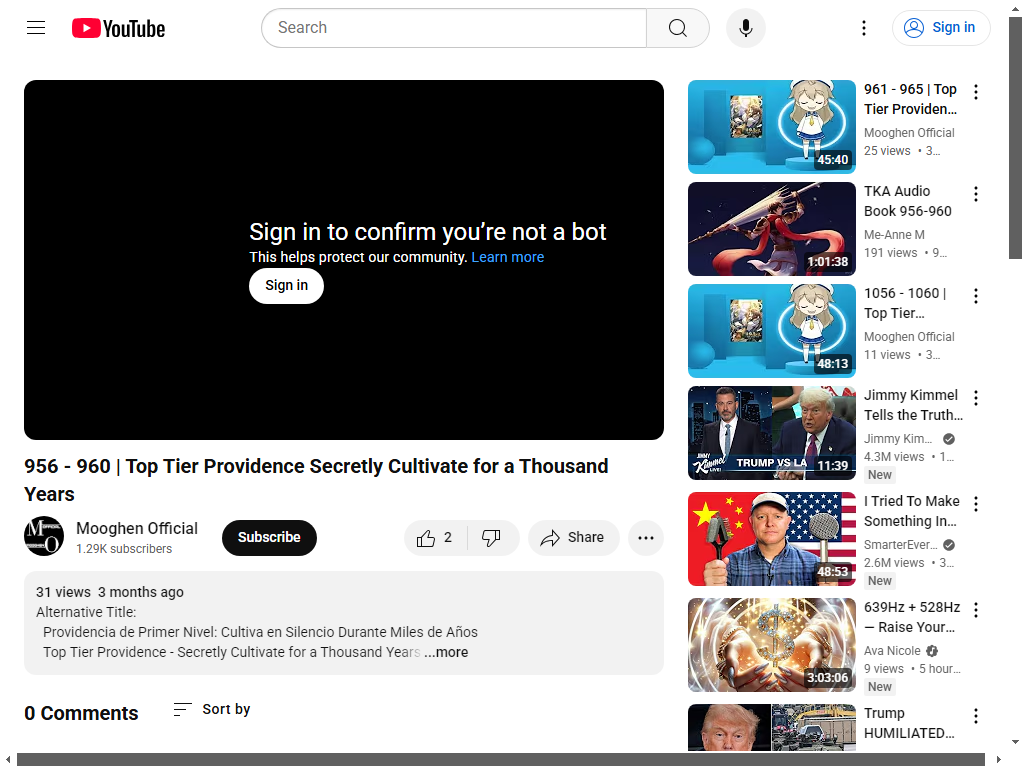 YouTube
Search
Sign in
Sign in to confirm you’re not a bot
This helps protect our community. Learn more
Sign in
956 - 960 | Top Tier Providence Secretly Cultivate for a Thousand
Years
Mooghen Official
1.29K subscribers
Subscribe
2
Share
31 views 3 months ago
Alternative Title:
Providencia de Primer Nivel: Cultiva en Silencio Durante Miles de Años
Top Tier Providence - Secretly Cultivate for a Thousand Years ...more
0 Comments
Sort by
45:40
961 - 965 | Top
Tier Providen...
Mooghen Official
25 views • 3...
1:01:38
TKA Audio
Book 956-960
Me-Anne M
191 views • 9...
48:13
1056 - 1060 |
Top Tier...
Mooghen Official
11 views • 3...
Jimmy Kimmel LIVE!
TRUMP VS LA
11:39
Jimmy Kimmel
Tells the Truth...
Jimmy Kim...
4.3M views • 1...
New
48:53
I Tried To Make
Something In...
SmarterEver...
2.6M views • 3...
New
3:03:06
639Hz + 528Hz
— Raise Your...
Ava Nicole
9 views • 5 hour...
New
Trump
HUMILIATED...